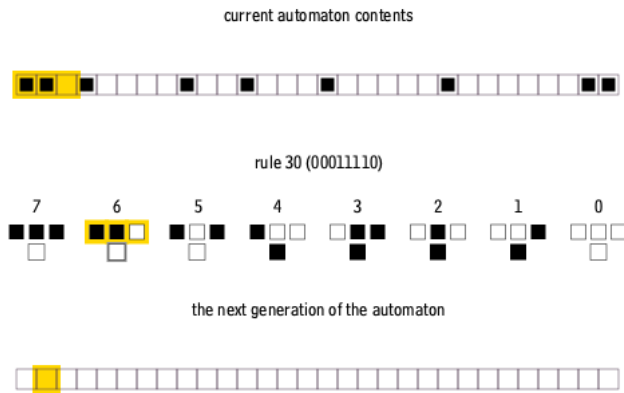 current automaton contents
rule 30 (00011110)
7 6 5 4 3 2 1 0
the next generation of the automaton